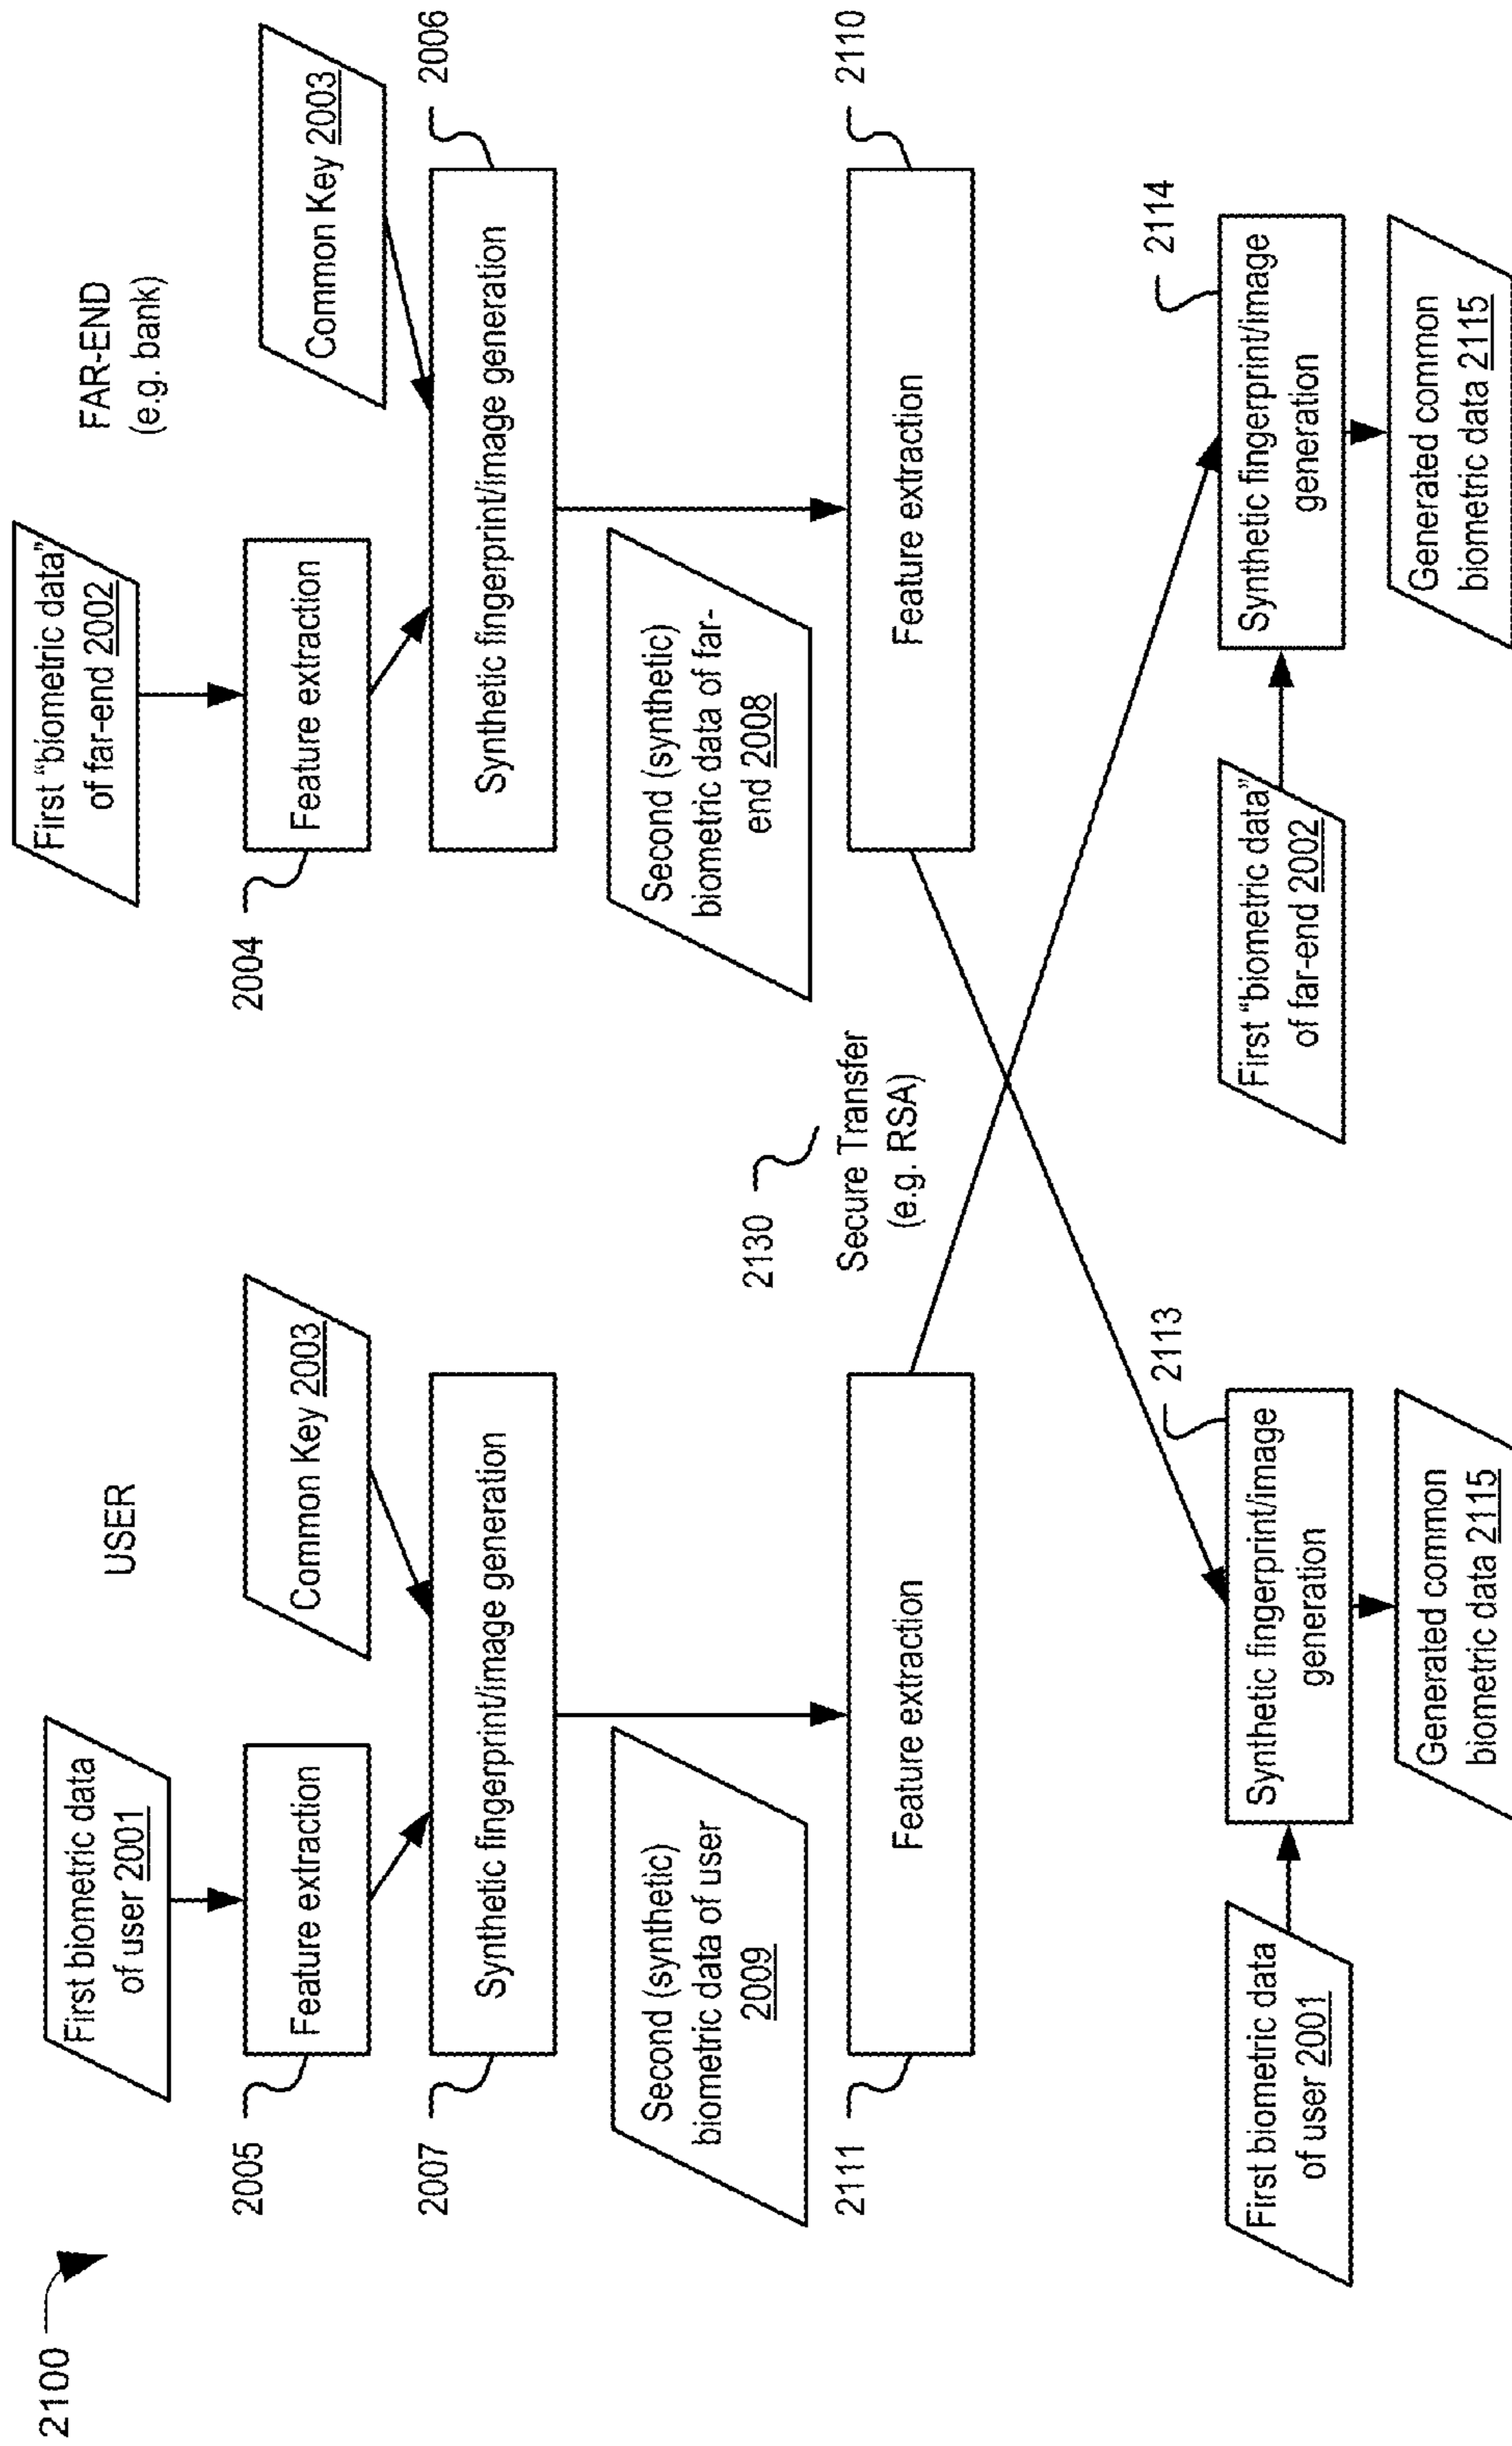 2100
USER
First biometric data
of user 2001
2005
Feature extraction
Common Key 2003
2007
Synthetic fingerprint/image generation
Second (synthetic)
biometric data of user
2009
2111
Feature extraction
FAR-END
(e.g. bank)
First “biometric data”
of far-end 2002
2004
Feature extraction
Common Key 2003
2006
Synthetic fingerprint/image generation
Second (synthetic)
biometric data of far-
end 2008
2110
Feature extraction
2130
Secure Transfer
(e.g. RSA)
First biometric data
of user 2001
2113
Synthetic fingerprint/image
generation
Generated common
biometric data 2115
First “biometric data”
of far-end 2002
2114
Synthetic fingerprint/image
generation
Generated common
biometric data 2115